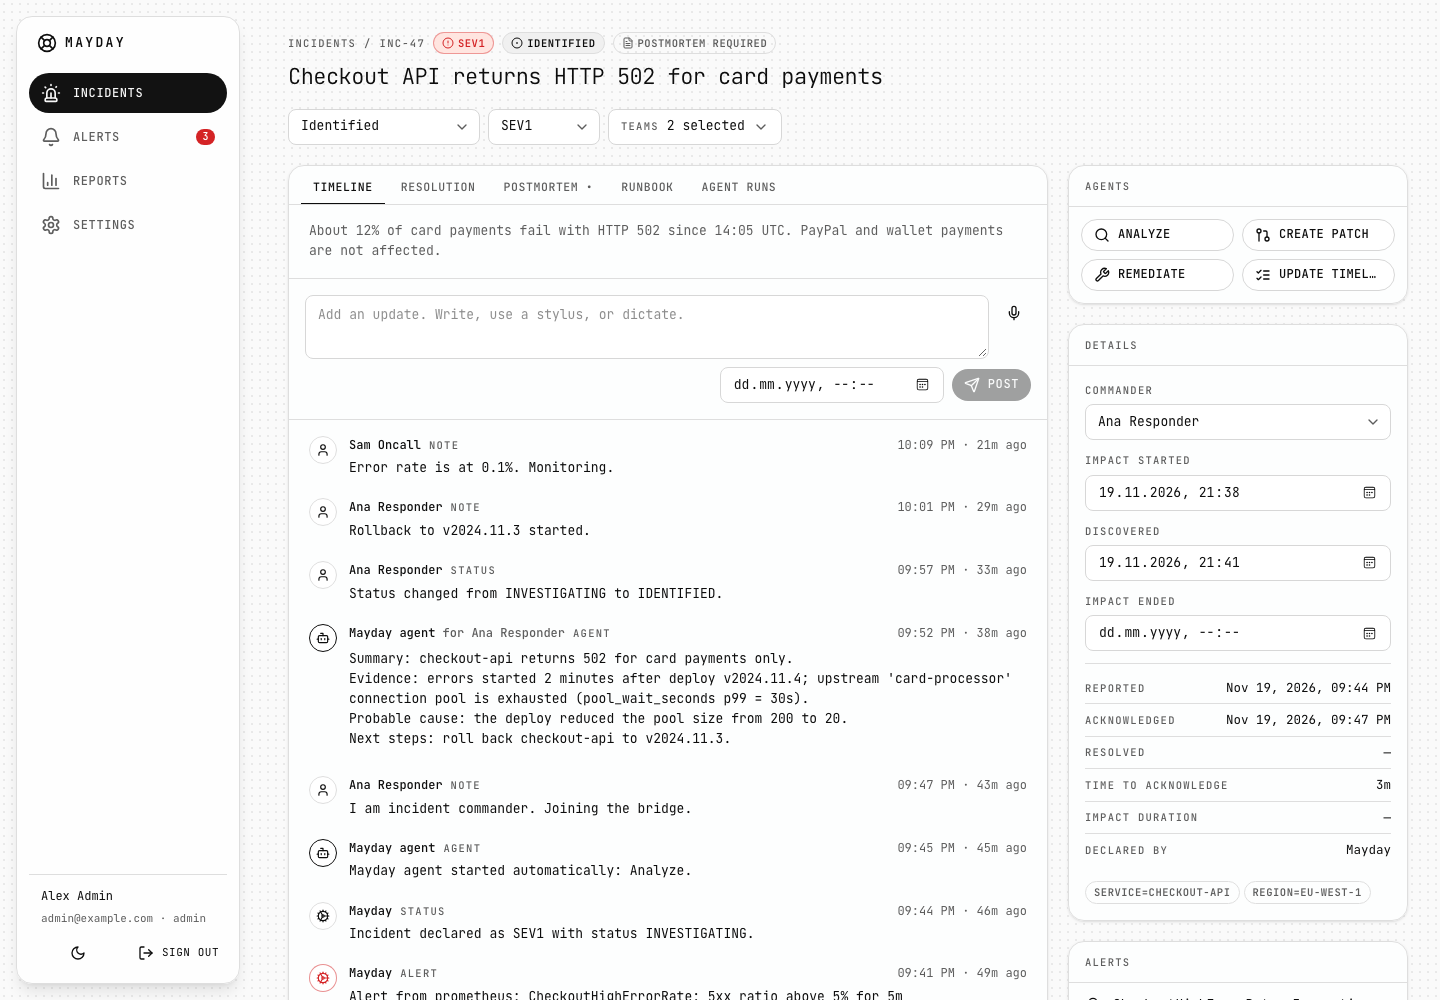 MAYDAY
INCIDENTS
ALERTS 3
REPORTS
SETTINGS
Alex Admin
admin@example.com · admin
SIGN OUT
INCIDENTS / INC-47 SEV1 IDENTIFIED POSTMORTEM REQUIRED
Checkout API returns HTTP 502 for card payments
Identified SEV1 TEAMS 2 selected
TIMELINE RESOLUTION POSTMORTEM • RUNBOOK AGENT RUNS
About 12% of card payments fail with HTTP 502 since 14:05 UTC. PayPal and wallet payments
are not affected.
Add an update. Write, use a stylus, or dictate.
dd.mm.yyyy, --:-- POST
Sam Oncall NOTE 10:09 PM · 21m ago
Error rate is at 0.1%. Monitoring.
Ana Responder NOTE 10:01 PM · 29m ago
Rollback to v2024.11.3 started.
Ana Responder STATUS 09:57 PM · 33m ago
Status changed from INVESTIGATING to IDENTIFIED.
Mayday agent for Ana Responder AGENT 09:52 PM · 38m ago
Summary: checkout-api returns 502 for card payments only.
Evidence: errors started 2 minutes after deploy v2024.11.4; upstream 'card-processor'
connection pool is exhausted (pool_wait_seconds p99 = 30s).
Probable cause: the deploy reduced the pool size from 200 to 20.
Next steps: roll back checkout-api to v2024.11.3.
Ana Responder NOTE 09:47 PM · 43m ago
I am incident commander. Joining the bridge.
Mayday agent AGENT 09:45 PM · 45m ago
Mayday agent started automatically: Analyze.
Mayday STATUS 09:44 PM · 46m ago
Incident declared as SEV1 with status INVESTIGATING.
Mayday ALERT 09:41 PM · 49m ago
Alert from prometheus: CheckoutHighErrorRate: 5xx ratio above 5% for 5m
AGENTS
ANALYZE CREATE PATCH
REMEDIATE UPDATE TIMEL…
DETAILS
COMMANDER
Ana Responder
IMPACT STARTED
19.11.2026, 21:38
DISCOVERED
19.11.2026, 21:41
IMPACT ENDED
dd.mm.yyyy, --:--
REPORTED Nov 19, 2026, 09:44 PM
ACKNOWLEDGED Nov 19, 2026, 09:47 PM
RESOLVED —
TIME TO ACKNOWLEDGE 3m
IMPACT DURATION —
DECLARED BY Mayday
SERVICE=CHECKOUT-API REGION=EU-WEST-1
ALERTS